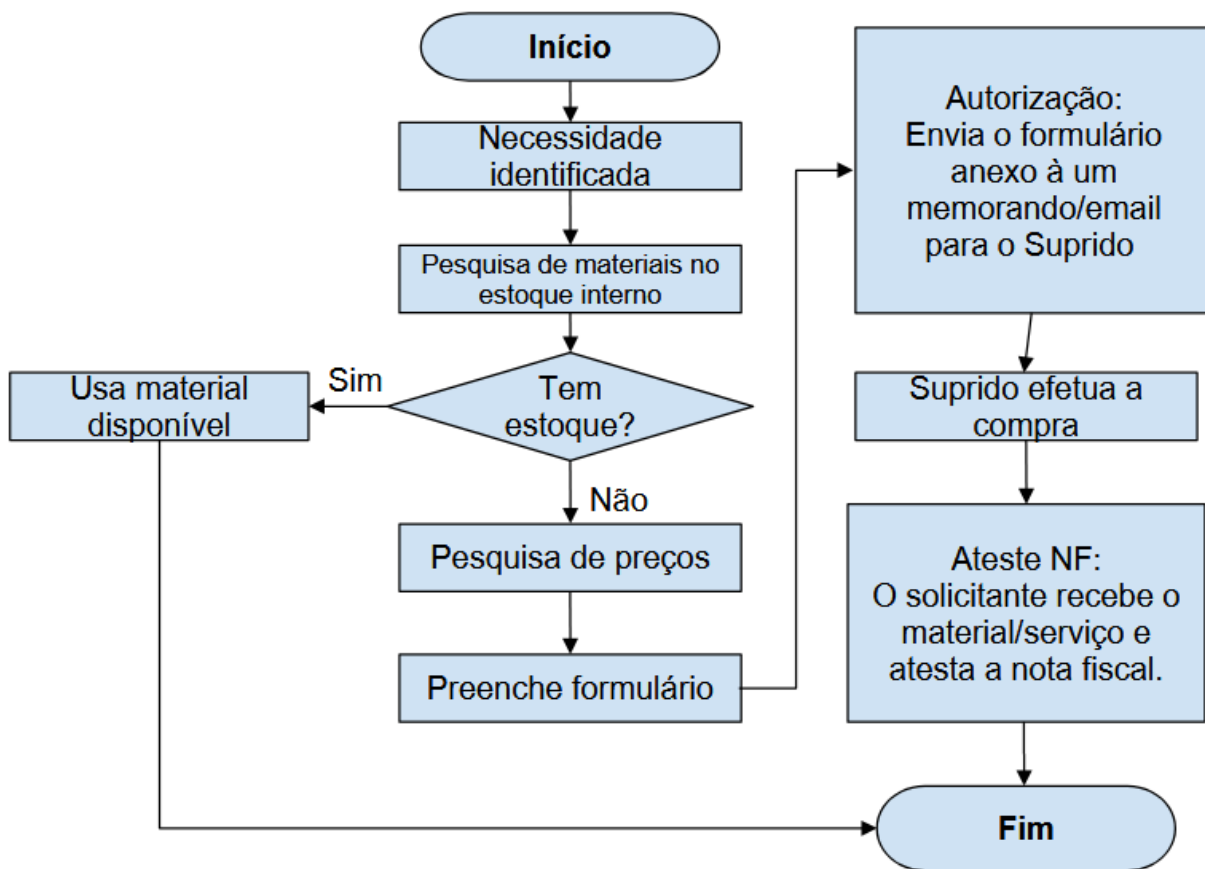 Início
Necessidade
identificada
Pesquisa de materiais no
estoque interno
Tem
estoque?
Sim
Usa material
disponível
Não
Pesquisa de preços
Preenche formulário
Autorização:
Envia o formulário
anexo à um
memorando/email
para o Suprido
Suprido efetua a
compra
Ateste NF:
O solicitante recebe o
material/serviço e
atesta a nota fiscal.
Fim